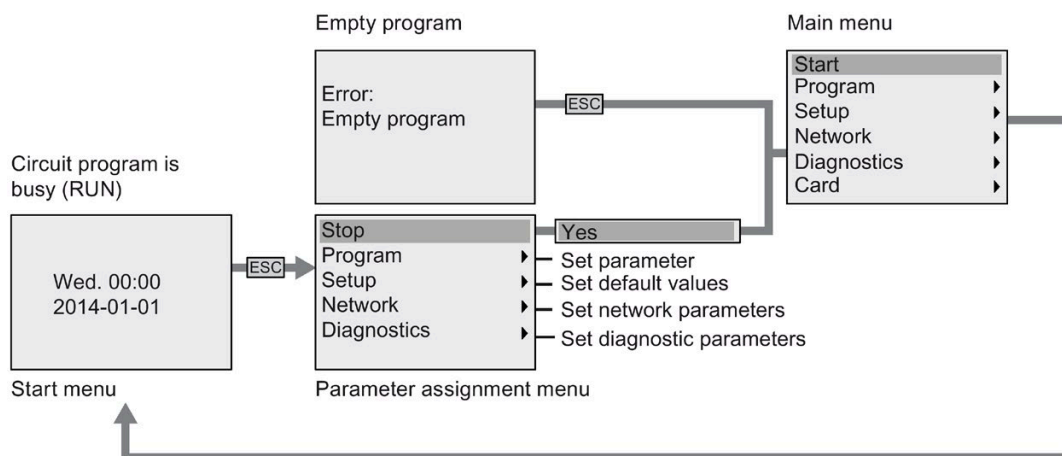 Empty program
Error:
Empty program
ESC
Main menu
Start
Program
Setup
Network
Diagnostics
Card
Circuit program is
busy (RUN)
Wed. 00:00
2014-01-01
Start menu
ESC
Stop
Program
Setup
Network
Diagnostics
Parameter assignment menu
Yes
Set parameter
Set default values
Set network parameters
Set diagnostic parameters